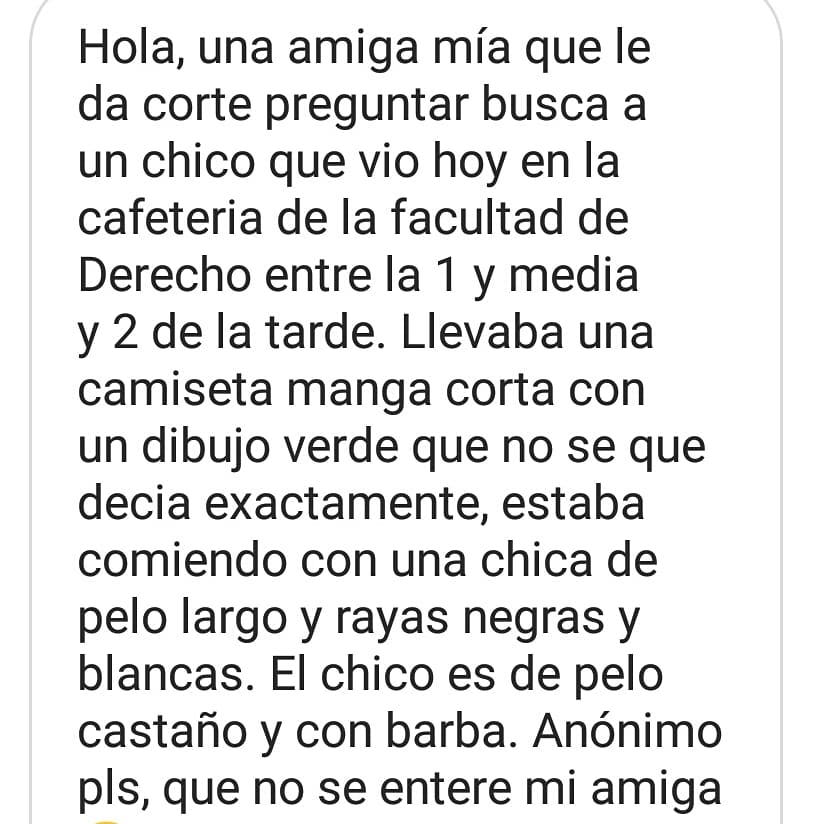 Hola, una amiga mía que le
da corte preguntar busca a
un chico que vio hoy en la
cafeteria de la facultad de
Derecho entre la 1 y media
y 2 de la tarde. Llevaba una
camiseta manga corta con
un dibujo verde que no se que
decia exactamente, estaba
comiendo con una chica de
pelo largo y rayas negras y
blancas. El chico es de pelo
castaño y con barba. Anónimo
pls, que no se entere mi amiga